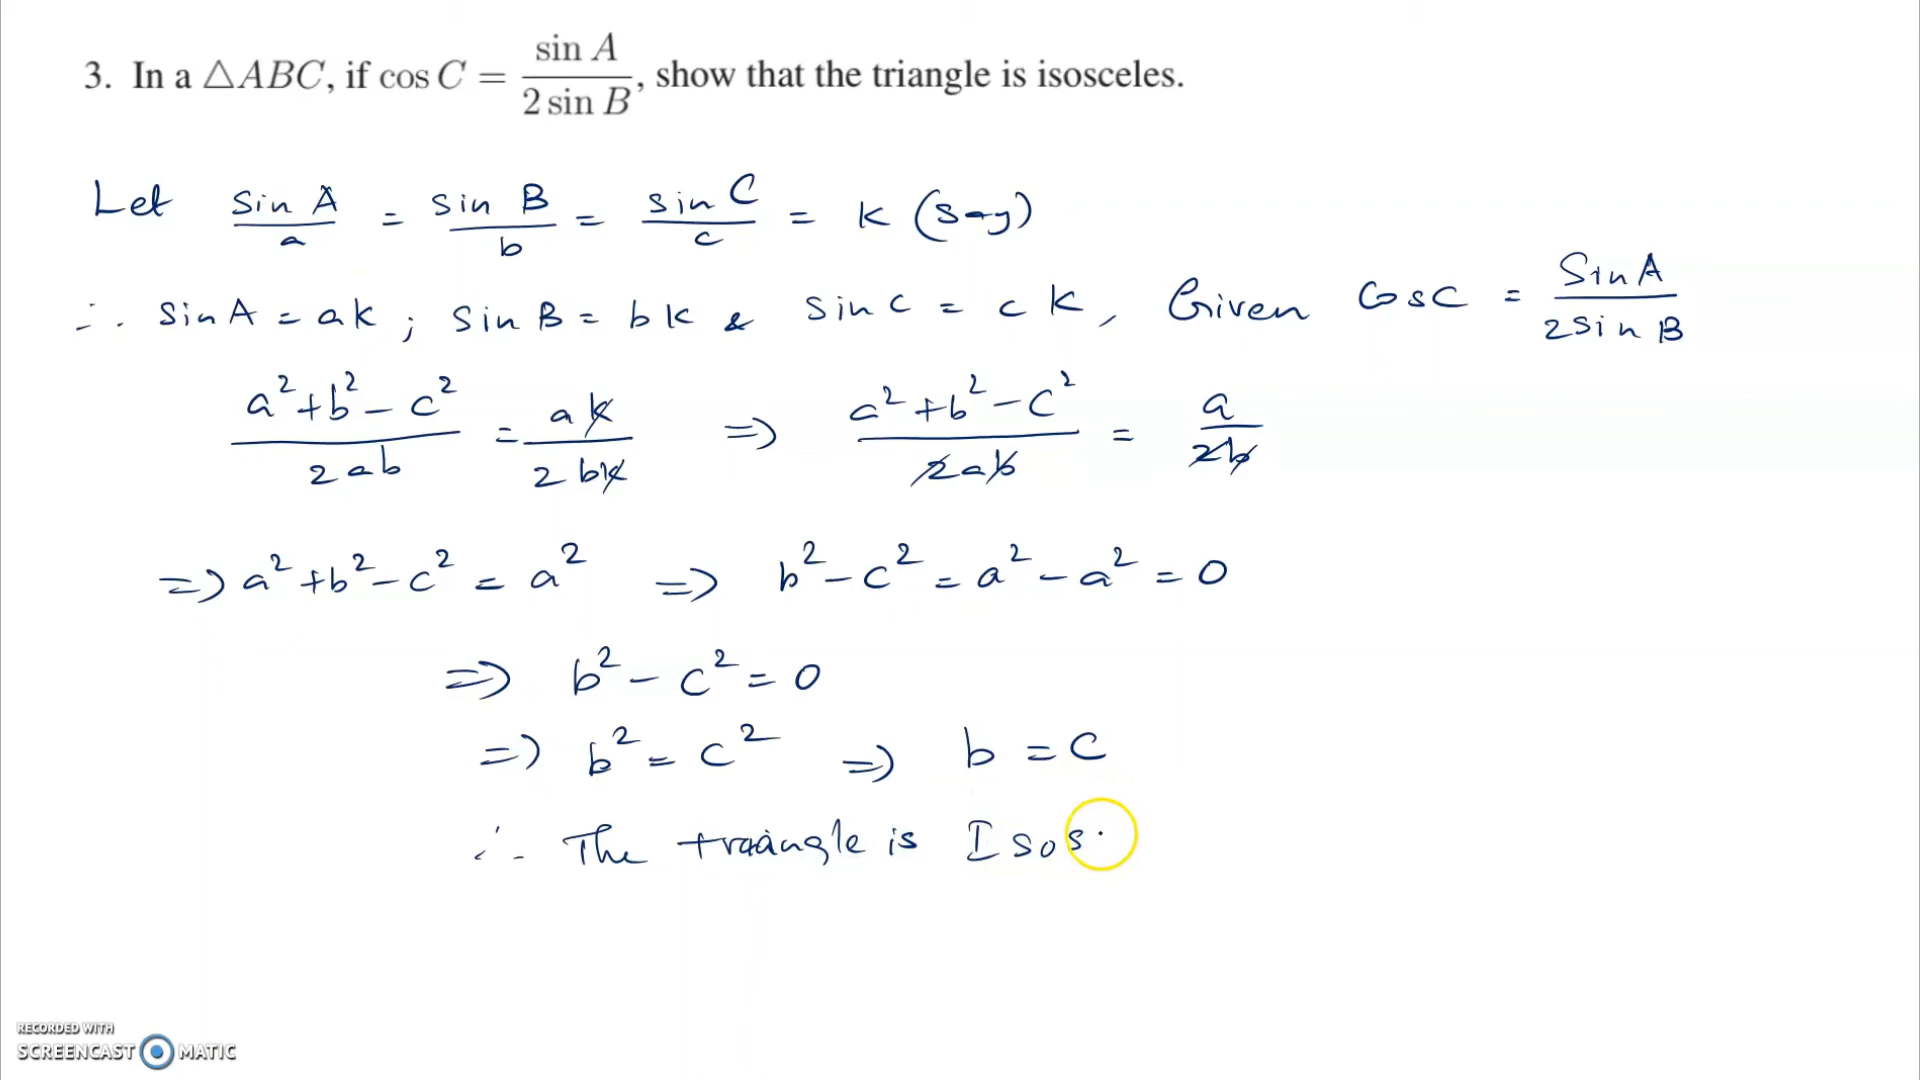 3. In a △ABC, if cos C = sin A / 2 sin B, show that the triangle is isosceles.
Let sin A / a = sin B / b = sin C / c = k (say)
∴ sin A = ak ; sin B = bk & sin C = ck, Given cos C = sin A / 2 sin B
a²+b²-c² / 2ab = ak / 2bk => a²+b²-c² / 2ab = a / 2b
=> a²+b²-c² = a² => b²-c² = a²-a² = 0
=> b²-c² = 0
=> b² = c² => b = c
∴ The traiangle is Isos
RECORDED WITH
SCREENCAST MATIC